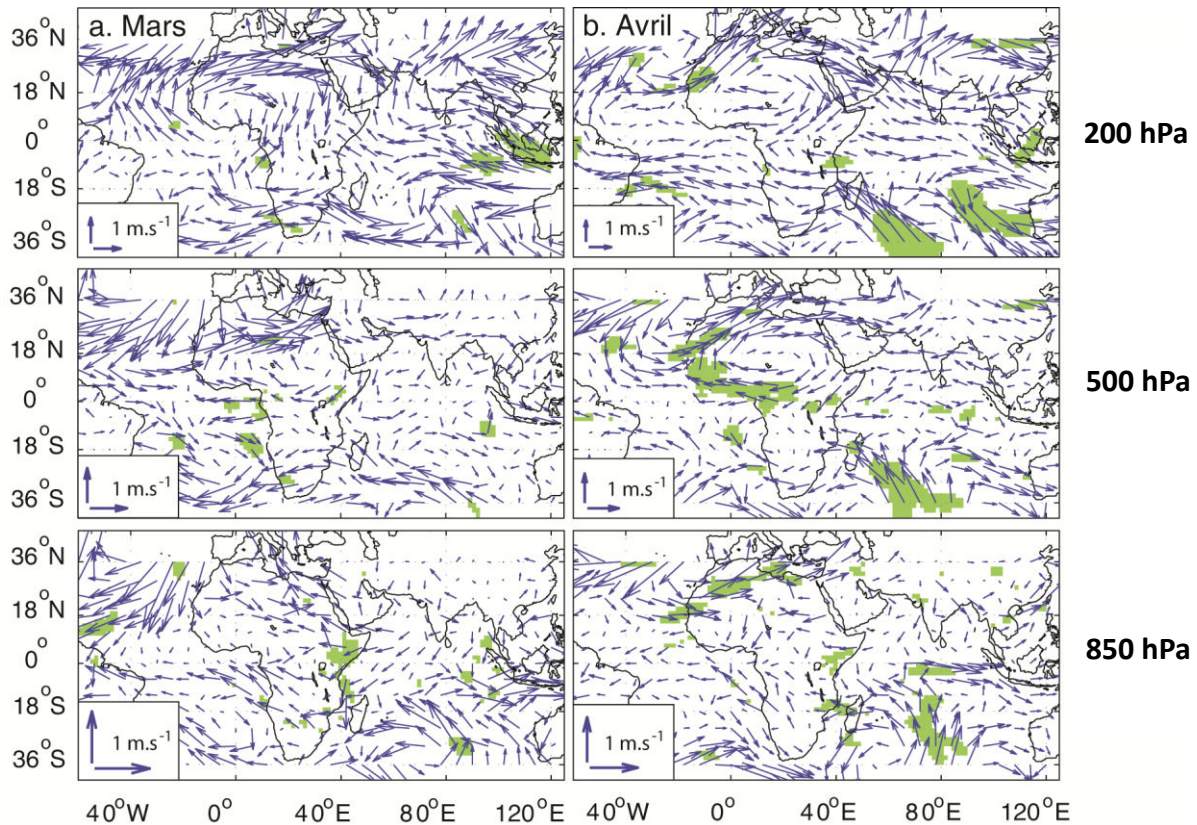 a. Mars
b. Avril
36°N
18°N
0°
18°S
36°S
1 m.s⁻¹
1 m.s⁻¹
200 hPa
36°N
18°N
0°
18°S
36°S
1 m.s⁻¹
1 m.s⁻¹
500 hPa
36°N
18°N
0°
18°S
36°S
1 m.s⁻¹
1 m.s⁻¹
850 hPa
40°W 0° 40°E 80°E 120°E 40°W 0° 40°E 80°E 120°E